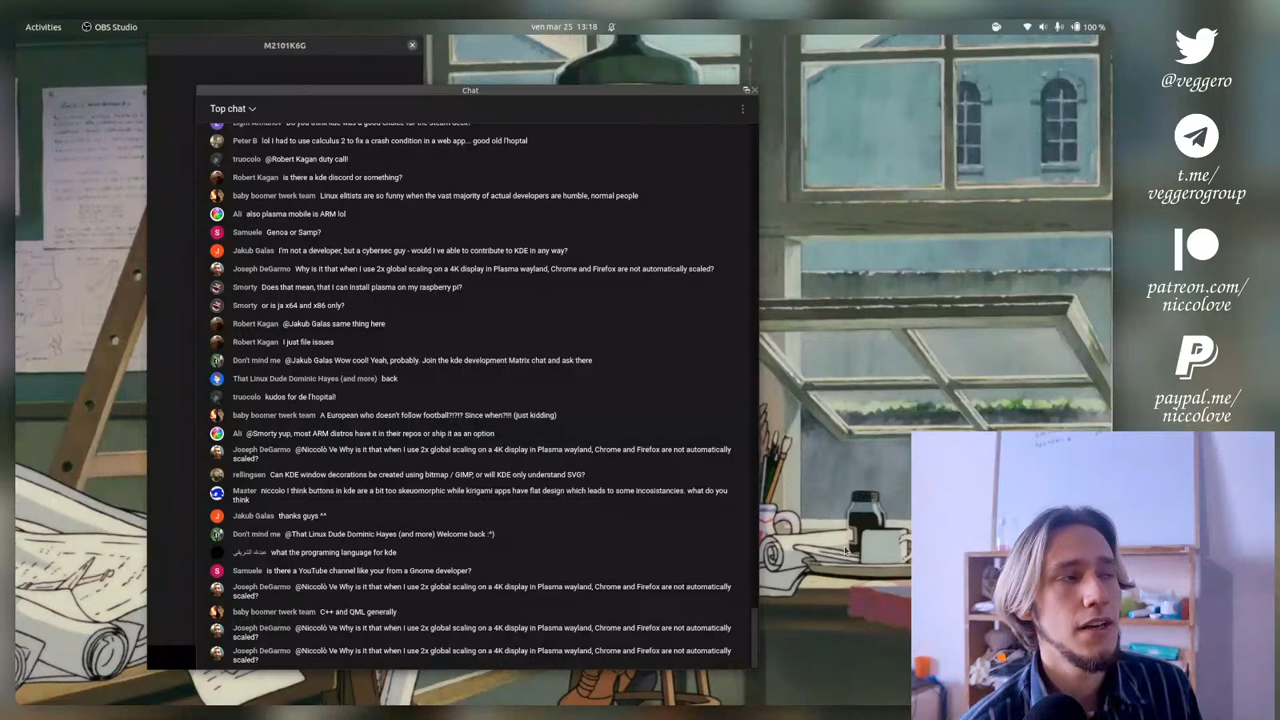 Activities OBS Studio ven mar 25 13:18 100 %
M2101K6G
Chat
Top chat
Peter B lol I had to use calculus 2 to fix a crash condition in a web app... good old l'hoptal
truocolo @Robert Kagan duty call!
Robert Kagan is there a kde discord or something?
baby boomer twerk team Linux elitists are so funny when the vast majority of actual developers are humble, normal people
Ali also plasma mobile is ARM lol
Samuele Genoa or Samp?
Jakub Galas I'm not a developer, but a cybersec guy - would I ve able to contribute to KDE in any way?
Joseph DeGarmo Why is it that when I use 2x global scaling on a 4K display in Plasma wayland, Chrome and Firefox are not automatically scaled?
Smorty Does that mean, that I can install plasma on my raspberry pi?
Smorty or is ja x64 and x86 only?
Robert Kagan @Jakub Galas same thing here
Robert Kagan I just file issues
Don't mind me @Jakub Galas Wow cool! Yeah, probably. Join the kde development Matrix chat and ask there
That Linux Dude Dominic Hayes (and more) back
truocolo kudos for de l'hopital!
baby boomer twerk team A European who doesn't follow football?!?!? Since when?!!! (just kidding)
Ali @Smorty yup, most ARM distros have it in their repos or ship it as an option
Joseph DeGarmo @Niccolò Ve Why is it that when I use 2x global scaling on a 4K display in Plasma wayland, Chrome and Firefox are not automatically
scaled?
rellingsen Can KDE window decorations be created using bitmap / GIMP, or will KDE only understand SVG?
Master niccolo I think buttons in kde are a bit too skeuomorphic while kirigami apps have flat design which leads to some incosistancies. what do you
think
Jakub Galas thanks guys ^^
Don't mind me @That Linux Dude Dominic Hayes (and more) Welcome back :^)
عبدالله الشريفي what the programing language for kde
Samuele is there a YouTube channel like your from a Gnome developer?
Joseph DeGarmo @Niccolò Ve Why is it that when I use 2x global scaling on a 4K display in Plasma wayland, Chrome and Firefox are not automatically
scaled?
baby boomer twerk team C++ and QML generally
Joseph DeGarmo @Niccolò Ve Why is it that when I use 2x global scaling on a 4K display in Plasma wayland, Chrome and Firefox are not automatically
scaled?
Joseph DeGarmo @Niccolò Ve Why is it that when I use 2x global scaling on a 4K display in Plasma wayland, Chrome and Firefox are not automatically
scaled?
@veggero
t.me/
veggerogroup
patreon.com/
niccolove
paypal.me/
niccolove